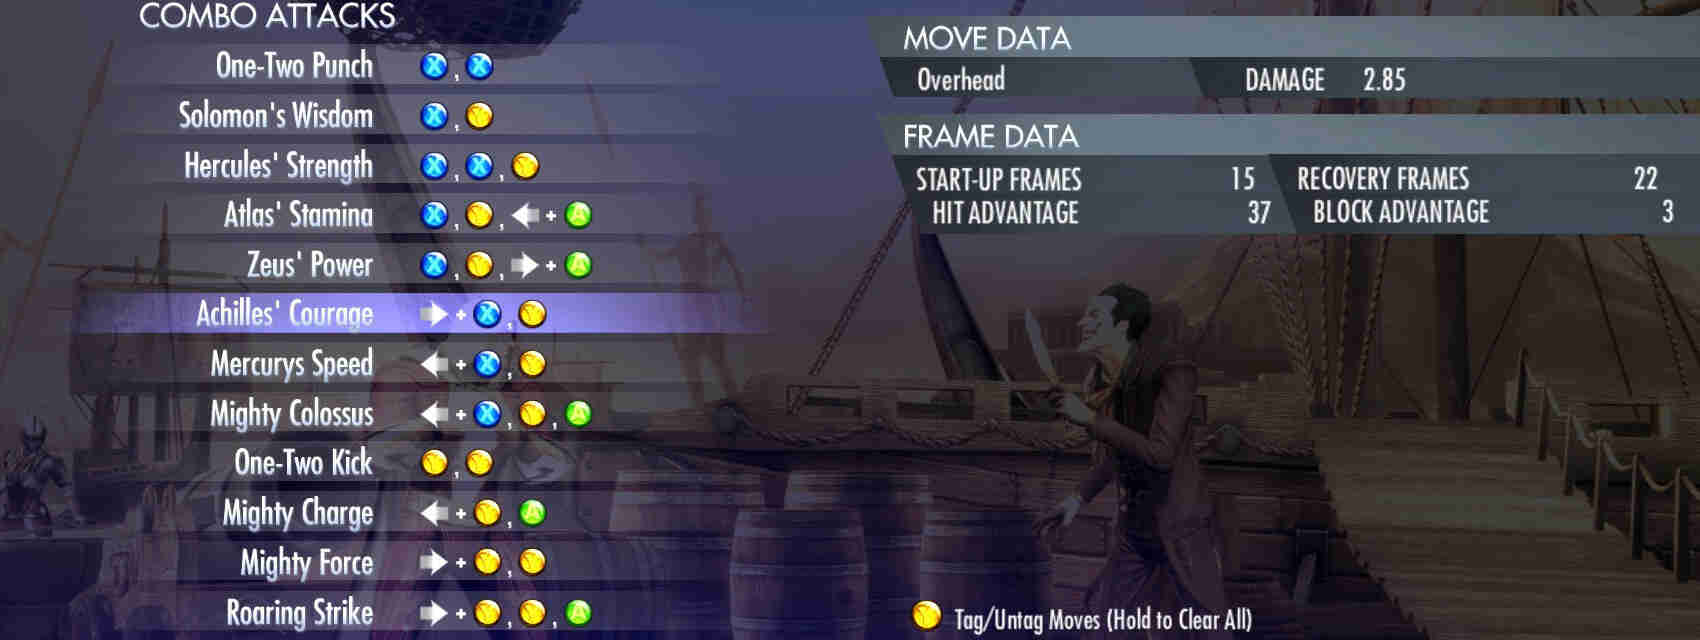 COMBO ATTACKS
One-Two Punch X, X
Solomon's Wisdom X, Y
Hercules' Strength X, X, Y
Atlas' Stamina X, Y, + A
Zeus' Power X, Y, + A
Achilles' Courage + X, Y
Mercurys Speed + X, Y
Mighty Colossus + X, Y, A
One-Two Kick Y, Y
Mighty Charge + Y, A
Mighty Force + Y, Y
Roaring Strike + Y, Y, A
MOVE DATA
Overhead DAMAGE 2.85
FRAME DATA
START-UP FRAMES 15 RECOVERY FRAMES 22
HIT ADVANTAGE 37 BLOCK ADVANTAGE 3
Y Tag/Untag Moves (Hold to Clear All)